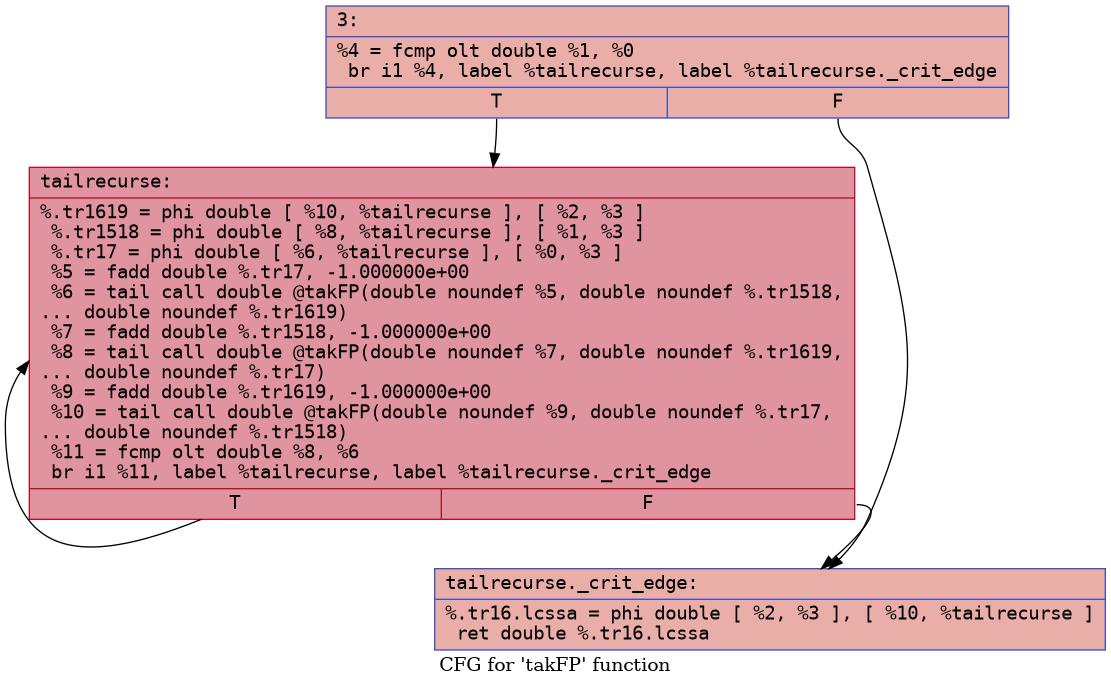 3:
%4 = fcmp olt double %1, %0
br i1 %4, label %tailrecurse, label %tailrecurse._crit_edge
T
F
tailrecurse:
%.tr1619 = phi double [ %10, %tailrecurse ], [ %2, %3 ]
%.tr1518 = phi double [ %8, %tailrecurse ], [ %1, %3 ]
%.tr17 = phi double [ %6, %tailrecurse ], [ %0, %3 ]
%5 = fadd double %.tr17, -1.000000e+00
%6 = tail call double @takFP(double noundef %5, double noundef %.tr1518,
... double noundef %.tr1619)
%7 = fadd double %.tr1518, -1.000000e+00
%8 = tail call double @takFP(double noundef %7, double noundef %.tr1619,
... double noundef %.tr17)
%9 = fadd double %.tr1619, -1.000000e+00
%10 = tail call double @takFP(double noundef %9, double noundef %.tr17,
... double noundef %.tr1518)
%11 = fcmp olt double %8, %6
br i1 %11, label %tailrecurse, label %tailrecurse._crit_edge
T
F
tailrecurse._crit_edge:
%.tr16.lcssa = phi double [ %2, %3 ], [ %10, %tailrecurse ]
ret double %.tr16.lcssa
CFG for 'takFP' function